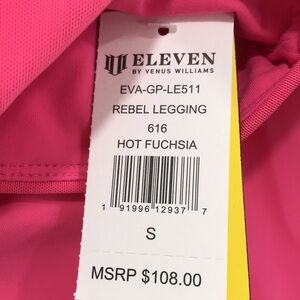 ELEVEN
BY VENUS WILLIAMS
EVA-GP-LE511
REBEL LEGGING
616
HOT FUCHSIA
1 91996 12937 7
S
MSRP $108.00